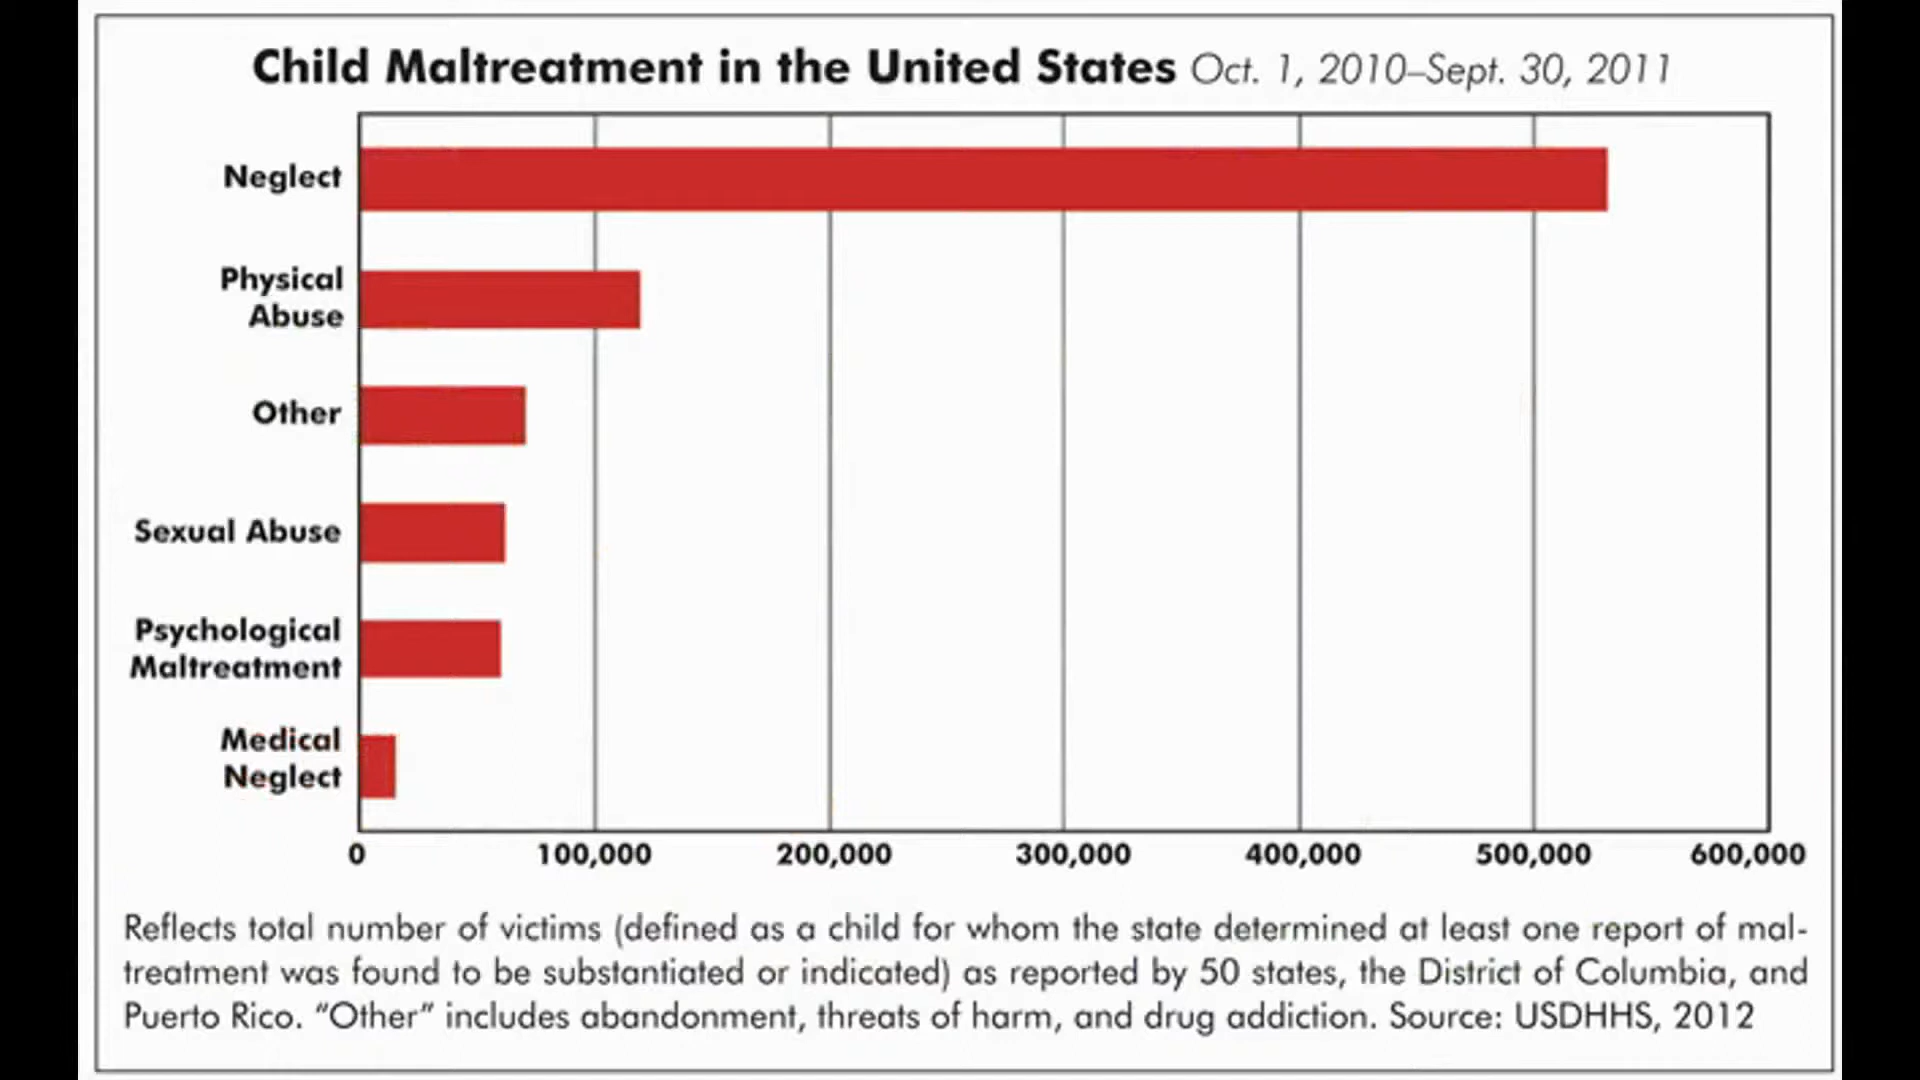 Child Maltreatment in the United States Oct. 1, 2010–Sept. 30, 2011
Neglect
Physical
Abuse
Other
Sexual Abuse
Psychological
Maltreatment
Medical
Neglect
0 100,000 200,000 300,000 400,000 500,000 600,000
Reflects total number of victims (defined as a child for whom the state determined at least one report of mal-
treatment was found to be substantiated or indicated) as reported by 50 states, the District of Columbia, and
Puerto Rico. “Other” includes abandonment, threats of harm, and drug addiction. Source: USDHHS, 2012